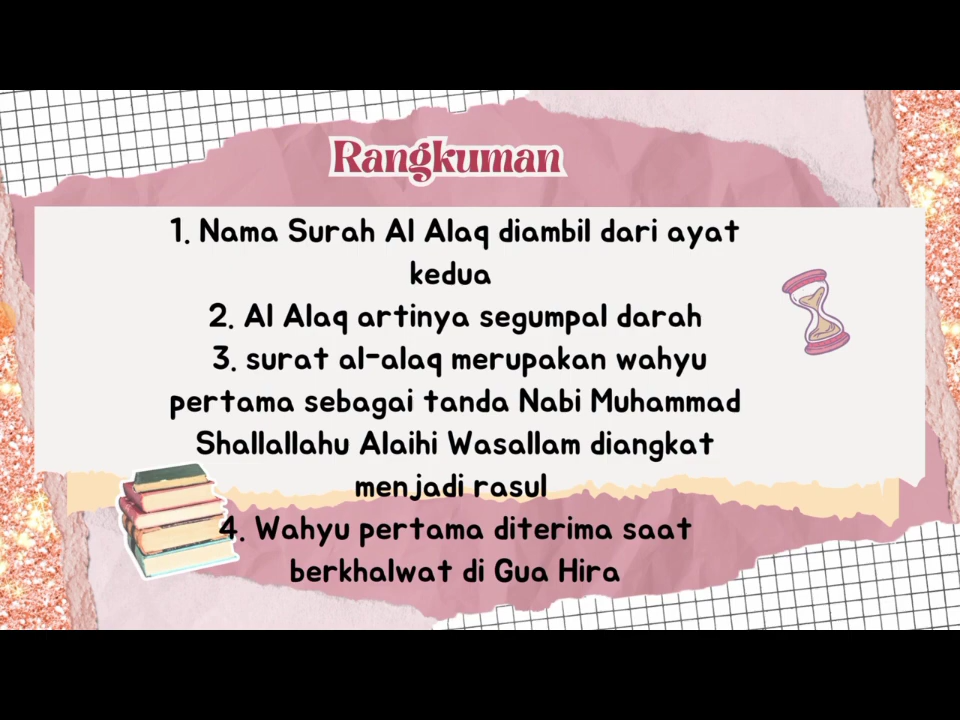 Rangkuman
1. Nama Surah Al Alaq diambil dari ayat
kedua
2. Al Alaq artinya segumpal darah
3. surat al-alaq merupakan wahyu
pertama sebagai tanda Nabi Muhammad
Shallallahu Alaihi Wasallam diangkat
menjadi rasul
4. Wahyu pertama diterima saat
berkhalwat di Gua Hira